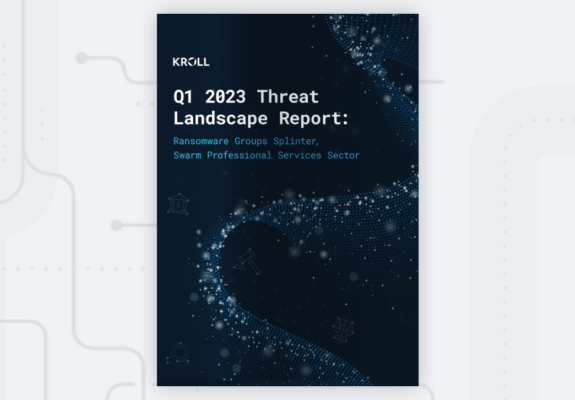 KROLL
Q1 2023 Threat
Landscape Report:
Ransomware Groups Splinter,
Swarm Professional Services Sector